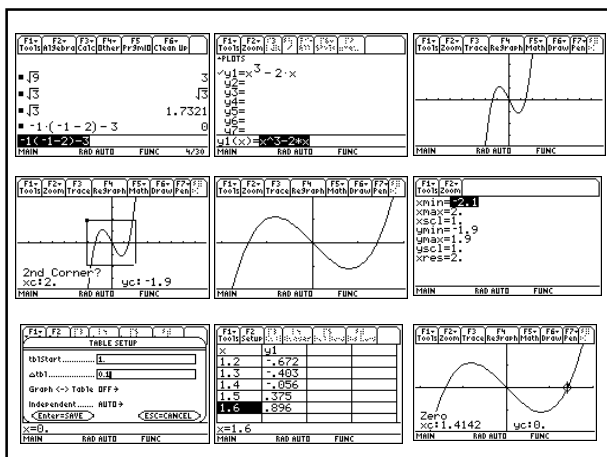 F1 F2 F3 F4 F5 F6
Tools Algebra Calc Other PrgmIO Clean Up
√9 3
√3 √3
√3 1.7321
-1·(-1-2)-3 0
-1(-1-2)-3
MAIN RAD AUTO FUNC 4/30
F1 F2
Tools Zoom
PLOTS
✓y1=x^3-2·x
y2=
y3=
y4=
y5=
y6=
y7=
y1(x)=x^3-2*x
MAIN RAD AUTO FUNC
F1 F2 F3 F4 F5 F6 F7
Tools Zoom Trace ReGraph Math Draw Pen
MAIN RAD AUTO FUNC
F1 F2 F3 F4 F5 F6 F7
Tools Zoom Trace ReGraph Math Draw Pen
2nd Corner?
xc:2. yc:-1.9
MAIN RAD AUTO FUNC
F1 F2 F3 F4 F5 F6 F7
Tools Zoom Trace ReGraph Math Draw Pen
MAIN RAD AUTO FUNC
F1 F2
Tools Zoom
xmin=-2.1
xmax=2.
xscl=1.
ymin=-1.9
ymax=1.9
yscl=1.
xres=2.
MAIN RAD AUTO FUNC
F1 F2
TABLE SETUP
tblStart 1.
Δtbl 0.1
Graph <-> Table OFF→
Independent AUTO→
Enter=SAVE ESC=CANCEL
x=0.
MAIN RAD AUTO FUNC
F1 F2
Tools Setup
x y1
1.2 -.672
1.3 -.403
1.4 -.056
1.5 .375
1.6 .896
x=1.6
MAIN RAD AUTO FUNC
F1 F2 F3 F4 F5 F6 F7
Tools Zoom Trace ReGraph Math Draw Pen
Zero
xc:1.4142 yc:0.
MAIN RAD AUTO FUNC